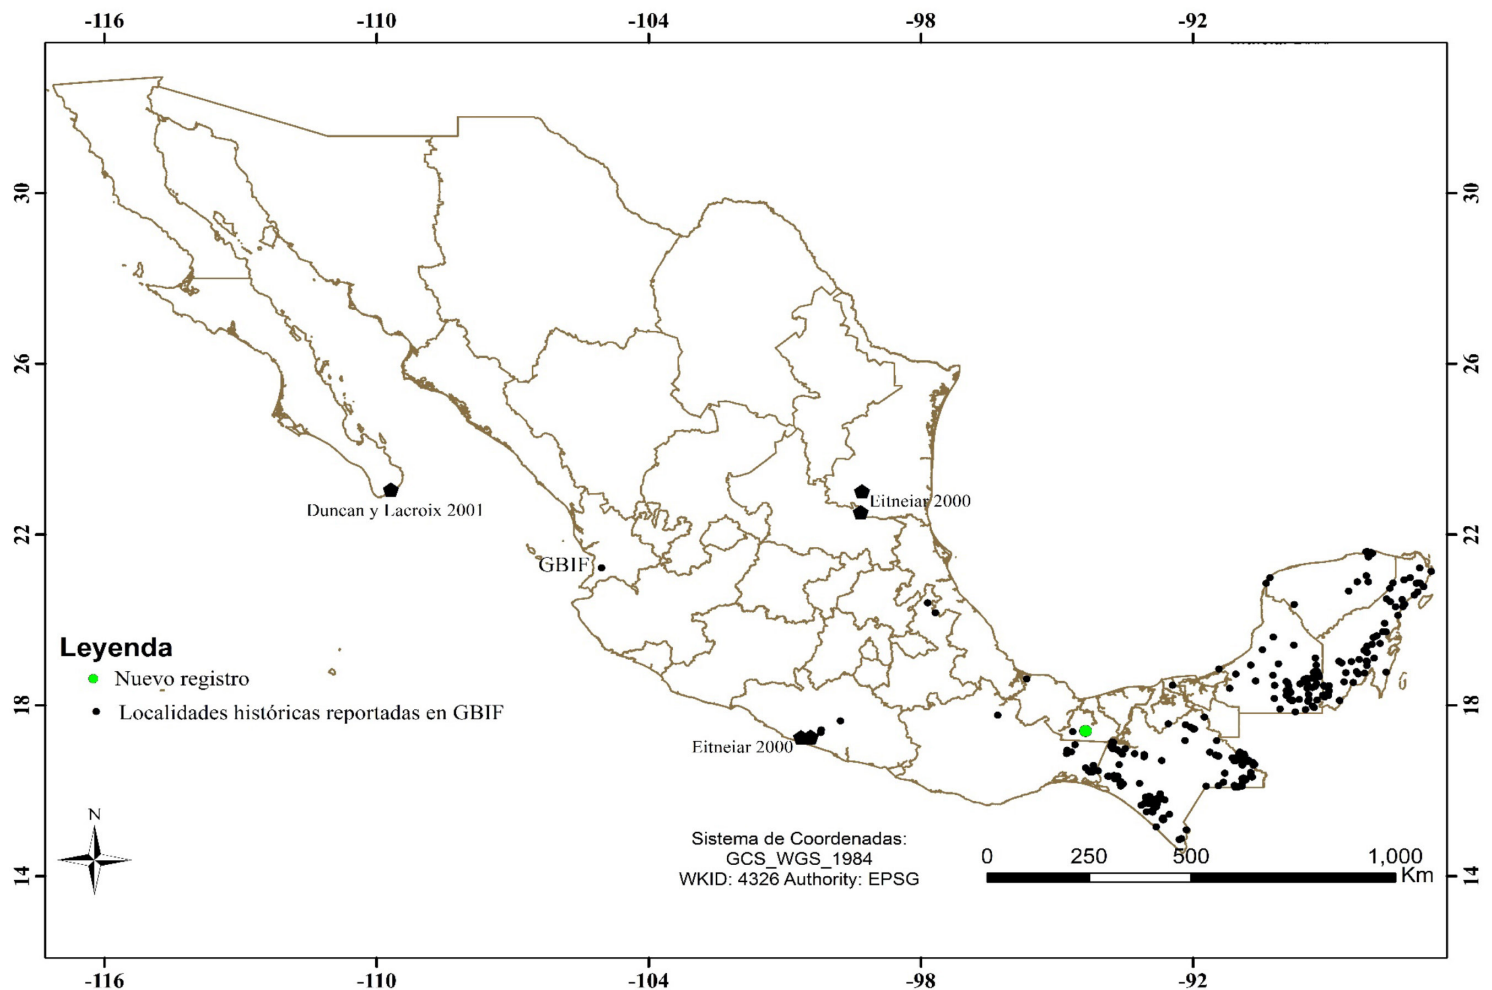 -116 -110 -104 -98 -92
30 30
26 26
Duncan y Lacroix 2001
Eitneiar 2000
22 22
GBIF
Leyenda
Nuevo registro
Localidades históricas reportadas en GBIF
18 18
Eitneiar 2000
N
Sistema de Coordenadas:
GCS_WGS_1984
WKID: 4326 Authority: EPSG
0 250 500 1,000
Km
14 14
-116 -110 -104 -98 -92